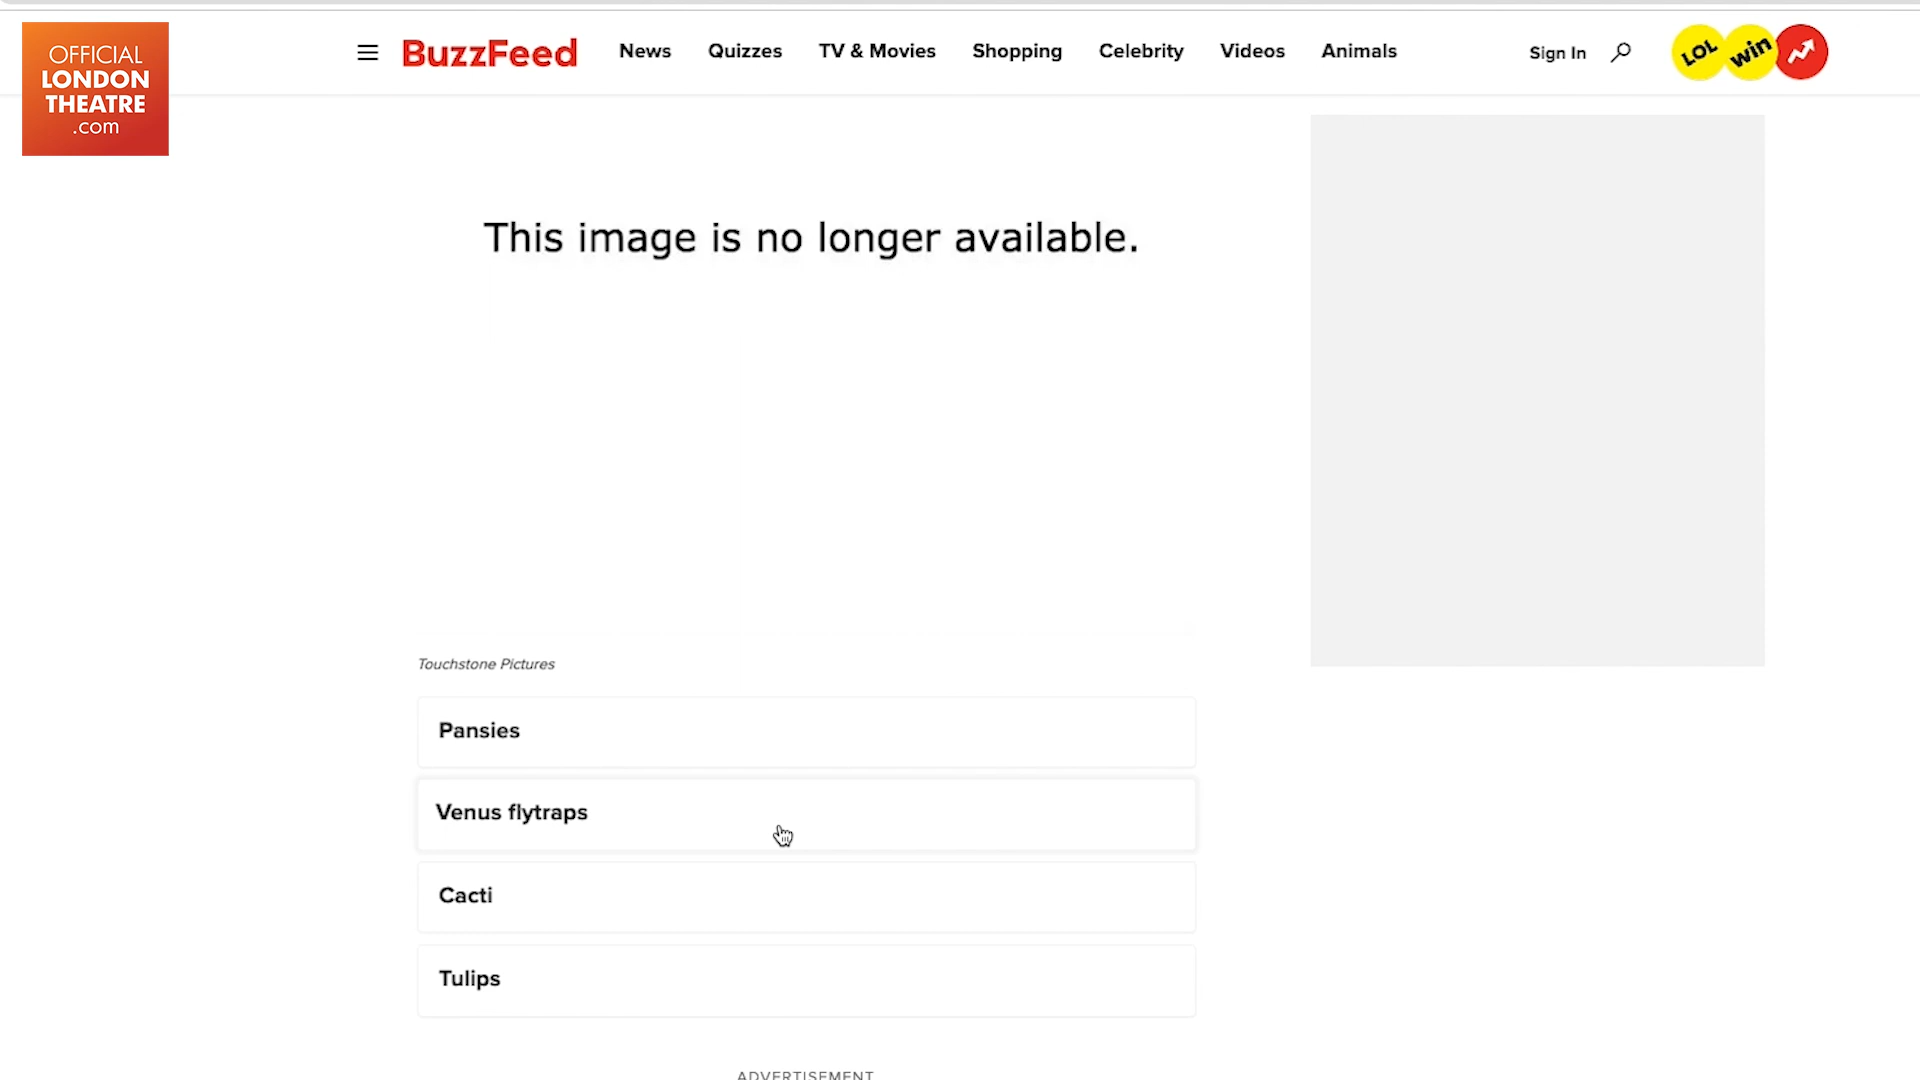 OFFICIAL
LONDON
THEATRE
.com
BuzzFeed News Quizzes TV & Movies Shopping Celebrity Videos Animals Sign In LOL win
This image is no longer available.
Touchstone Pictures
Pansies
Venus flytraps
Cacti
Tulips
ADVERTISEMENT